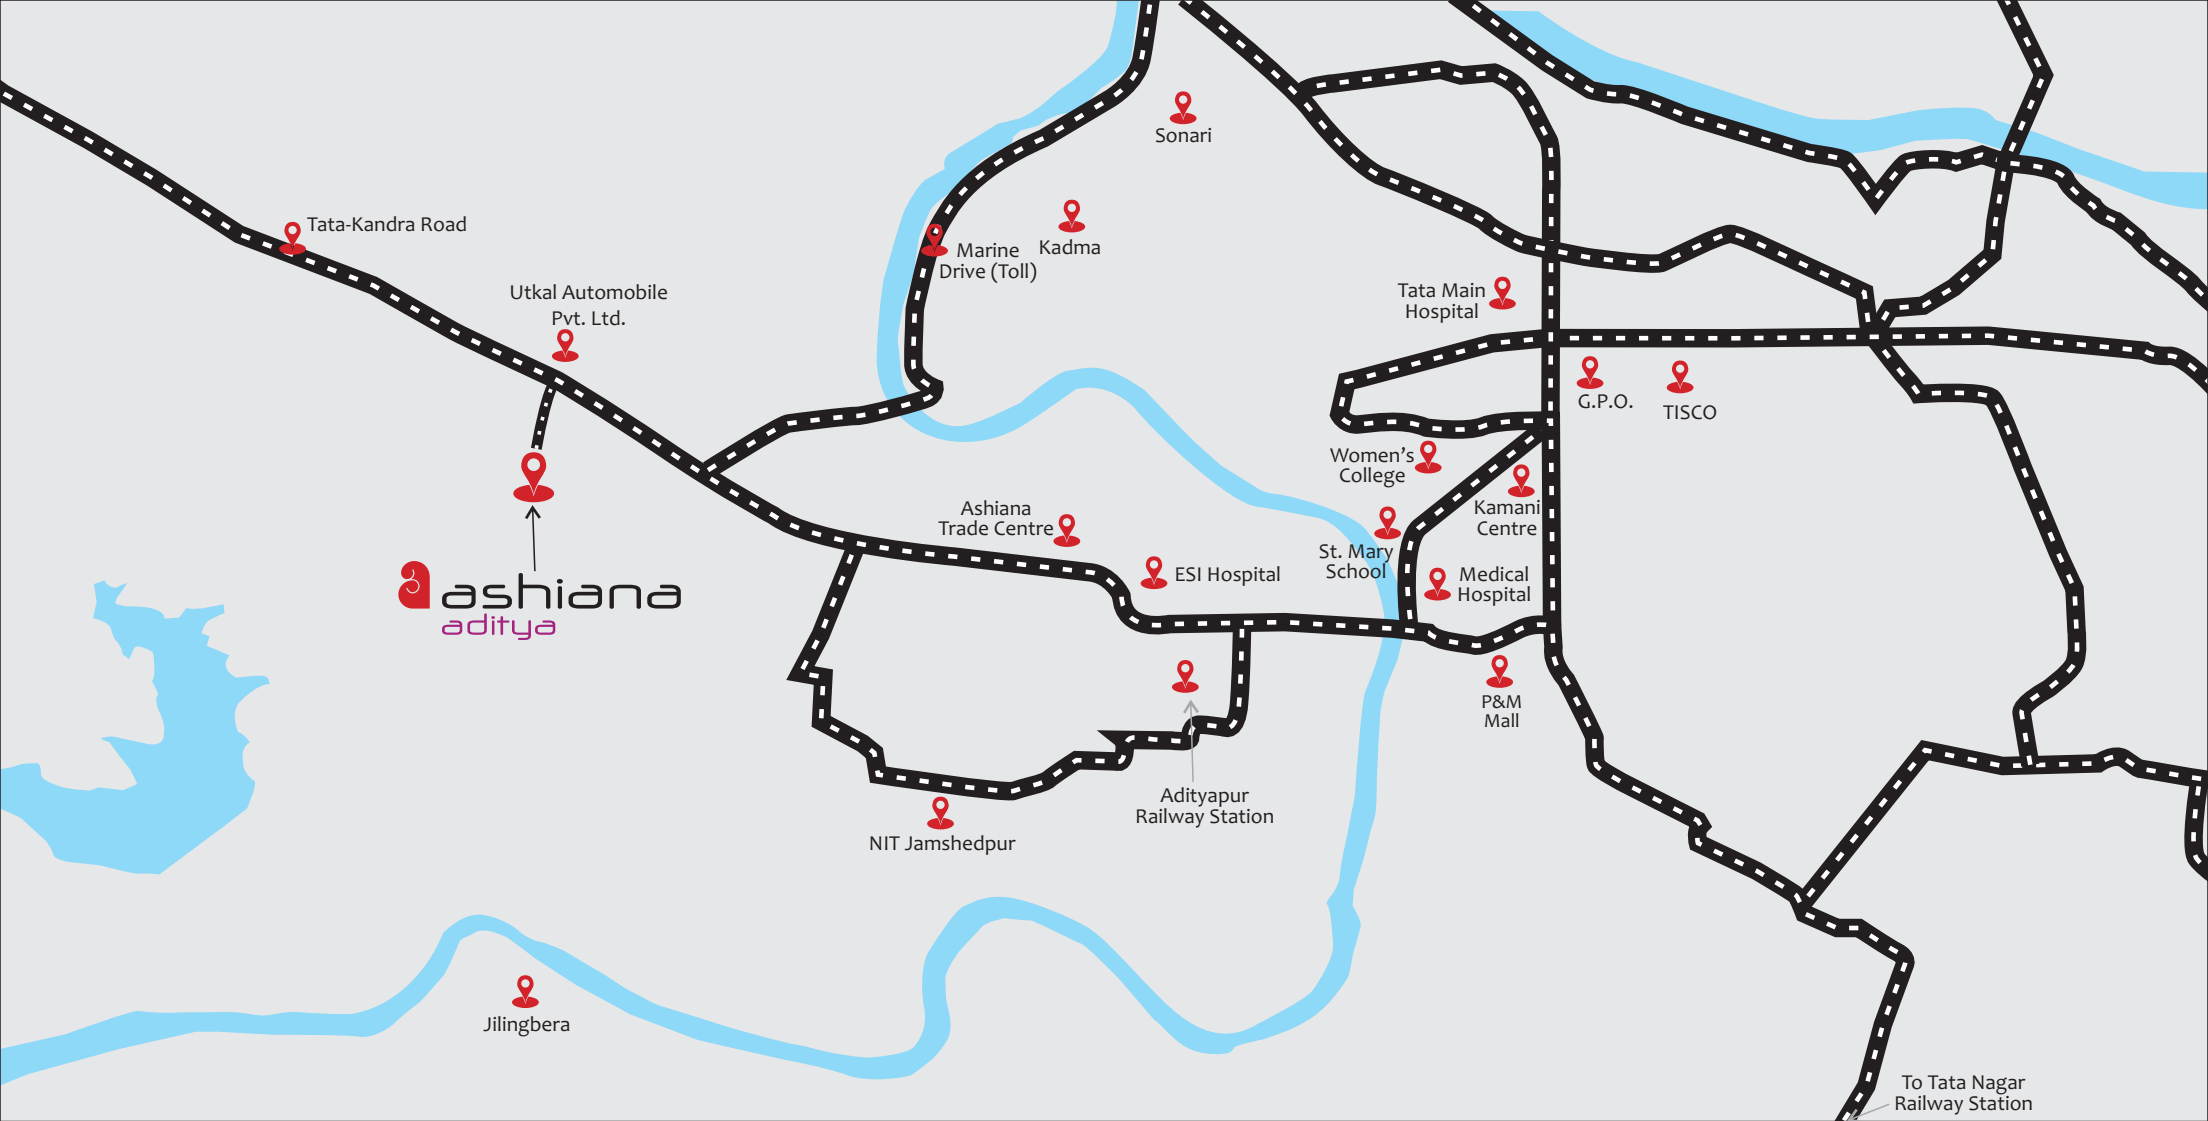 Sonari
Tata-Kandra Road
Marine
Drive (Toll)
Kadma
Utkal Automobile
Pvt. Ltd.
Tata Main
Hospital
G.P.O.
TISCO
Women's
College
Kamani
Centre
Ashiana
Trade Centre
St. Mary
School
ESI Hospital
Medical
Hospital
ashiana
aditya
P&M
Mall
Adityapur
Railway Station
NIT Jamshedpur
Jilingbera
To Tata Nagar
Railway Station